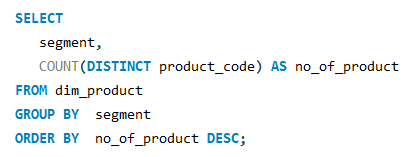 SELECT
segment,
COUNT(DISTINCT product_code) AS no_of_product
FROM dim_product
GROUP BY  segment
ORDER BY  no_of_product DESC;